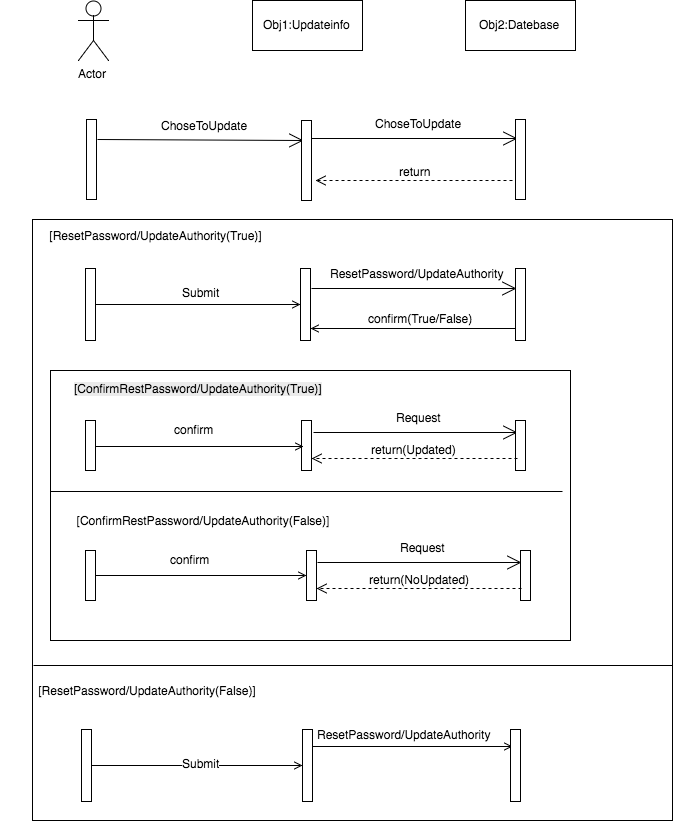 Obj1:Updateinfo
Obj2:Datebase
Actor
ChoseToUpdate
ChoseToUpdate
return
[ResetPassword/UpdateAuthority(True)]
ResetPassword/UpdateAuthority
Submit
confirm(True/False)
[ConfirmRestPassword/UpdateAuthority(True)]
Request
confirm
return(Updated)
[ConfirmRestPassword/UpdateAuthority(False)]
Request
confirm
return(NoUpdated)
[ResetPassword/UpdateAuthority(False)]
ResetPassword/UpdateAuthority
Submit